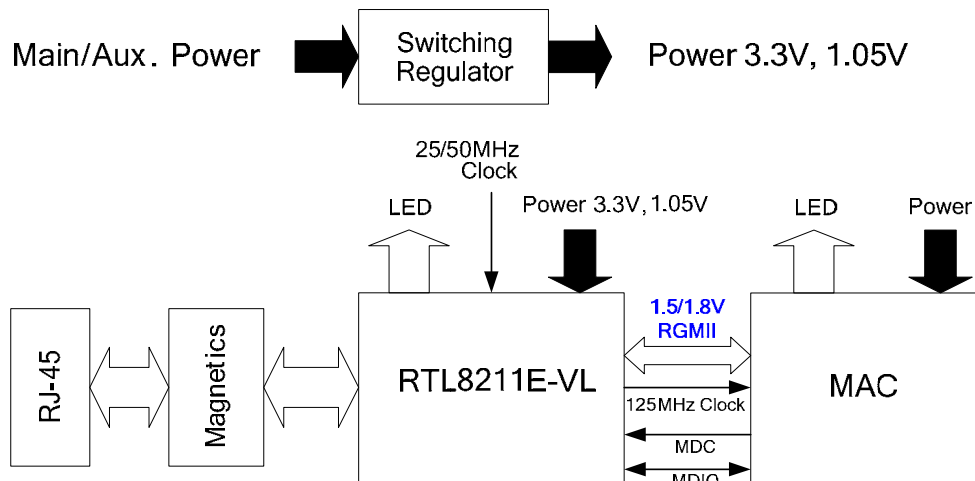 Main/Aux. Power
Switching
Regulator
Power 3.3V, 1.05V
25/50MHz
Clock
LED
Power 3.3V, 1.05V
LED
Power
RJ-45
Magnetics
RTL8211E-VL
1.5/1.8V
RGMII
125MHz Clock
MDC
MDIO
MAC